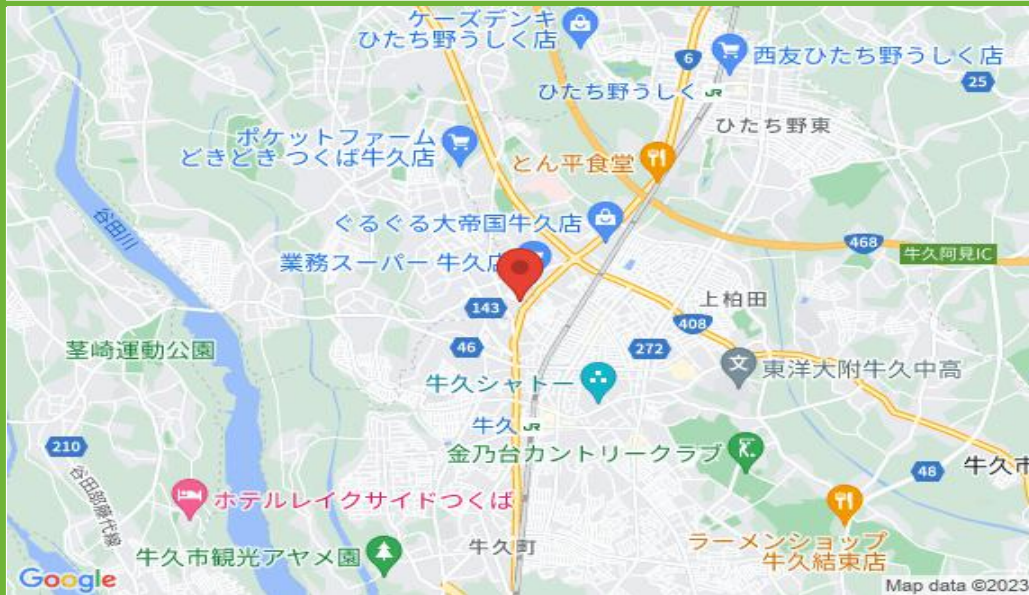 ケーズデンキ
ひたち野うしく店
6
西友ひたち野うしく店
25
ひたち野うしく JR
ひたち野東
ポケットファーム
どきどき つくば牛久店
とん平食堂
谷田川
ぐるぐる大帝国牛久店
468
牛久阿見IC
業務スーパー 牛久店
上柏田
143
408
茎崎運動公園
46
272
東洋大附牛久中高
文
牛久シャトー
牛久 JR
210
金乃台カントリークラブ
48
牛久市
谷田部藤代線
ホテルレイクサイドつくば
牛久市観光アヤメ園
牛久町
ラーメンショップ
牛久結束店
Google
Map data ©2023